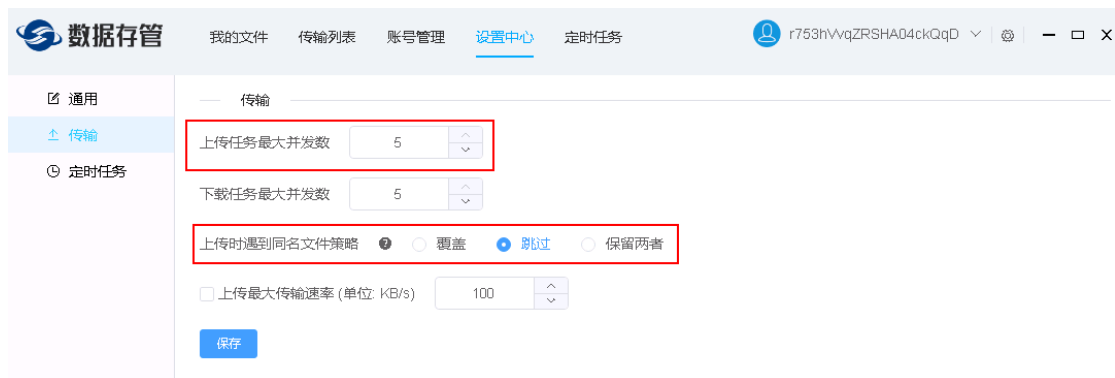 数据存管 我的文件 传输列表 账号管理 设置中心 定时任务 r753hVvqZRSHA04ckQqD
通用
传输
定时任务
传输
上传任务最大并发数 5
下载任务最大并发数 5
上传时遇到同名文件策略 ? 覆盖 跳过 保留两者
上传最大传输速率 (单位: KB/s) 100
保存